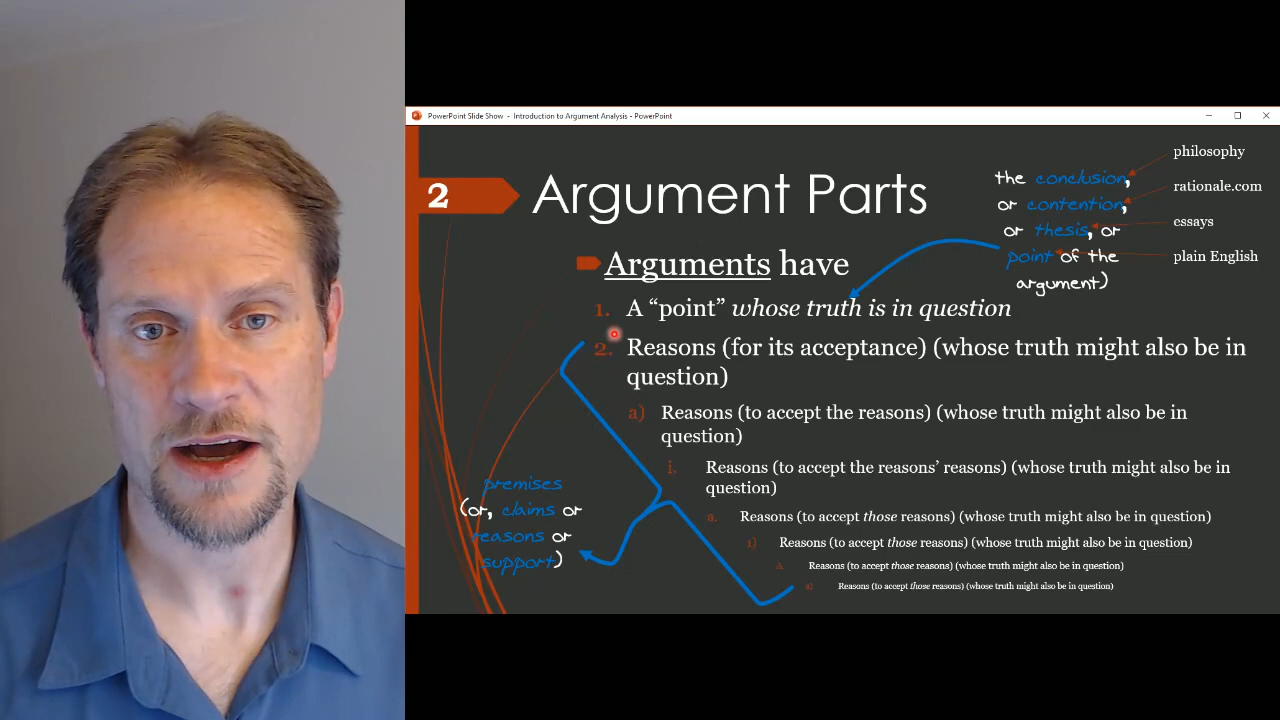 PowerPoint Slide Show - Introduction to Argument Analysis - PowerPoint
2
Argument Parts
the conclusion,
or contention,
or thesis, or
point of the
argument)
philosophy
rationale.com
essays
plain English
Arguments have
1. A “point” whose truth is in question
2. Reasons (for its acceptance) (whose truth might also be in
question)
a) Reasons (to accept the reasons) (whose truth might also be in
question)
i. Reasons (to accept the reasons’ reasons) (whose truth might also be in
question)
a. Reasons (to accept those reasons) (whose truth might also be in question)
1) Reasons (to accept those reasons) (whose truth might also be in question)
A. Reasons (to accept those reasons) (whose truth might also be in question)
a) Reasons (to accept those reasons) (whose truth might also be in question)
premises
(or, claims or
reasons or
support)